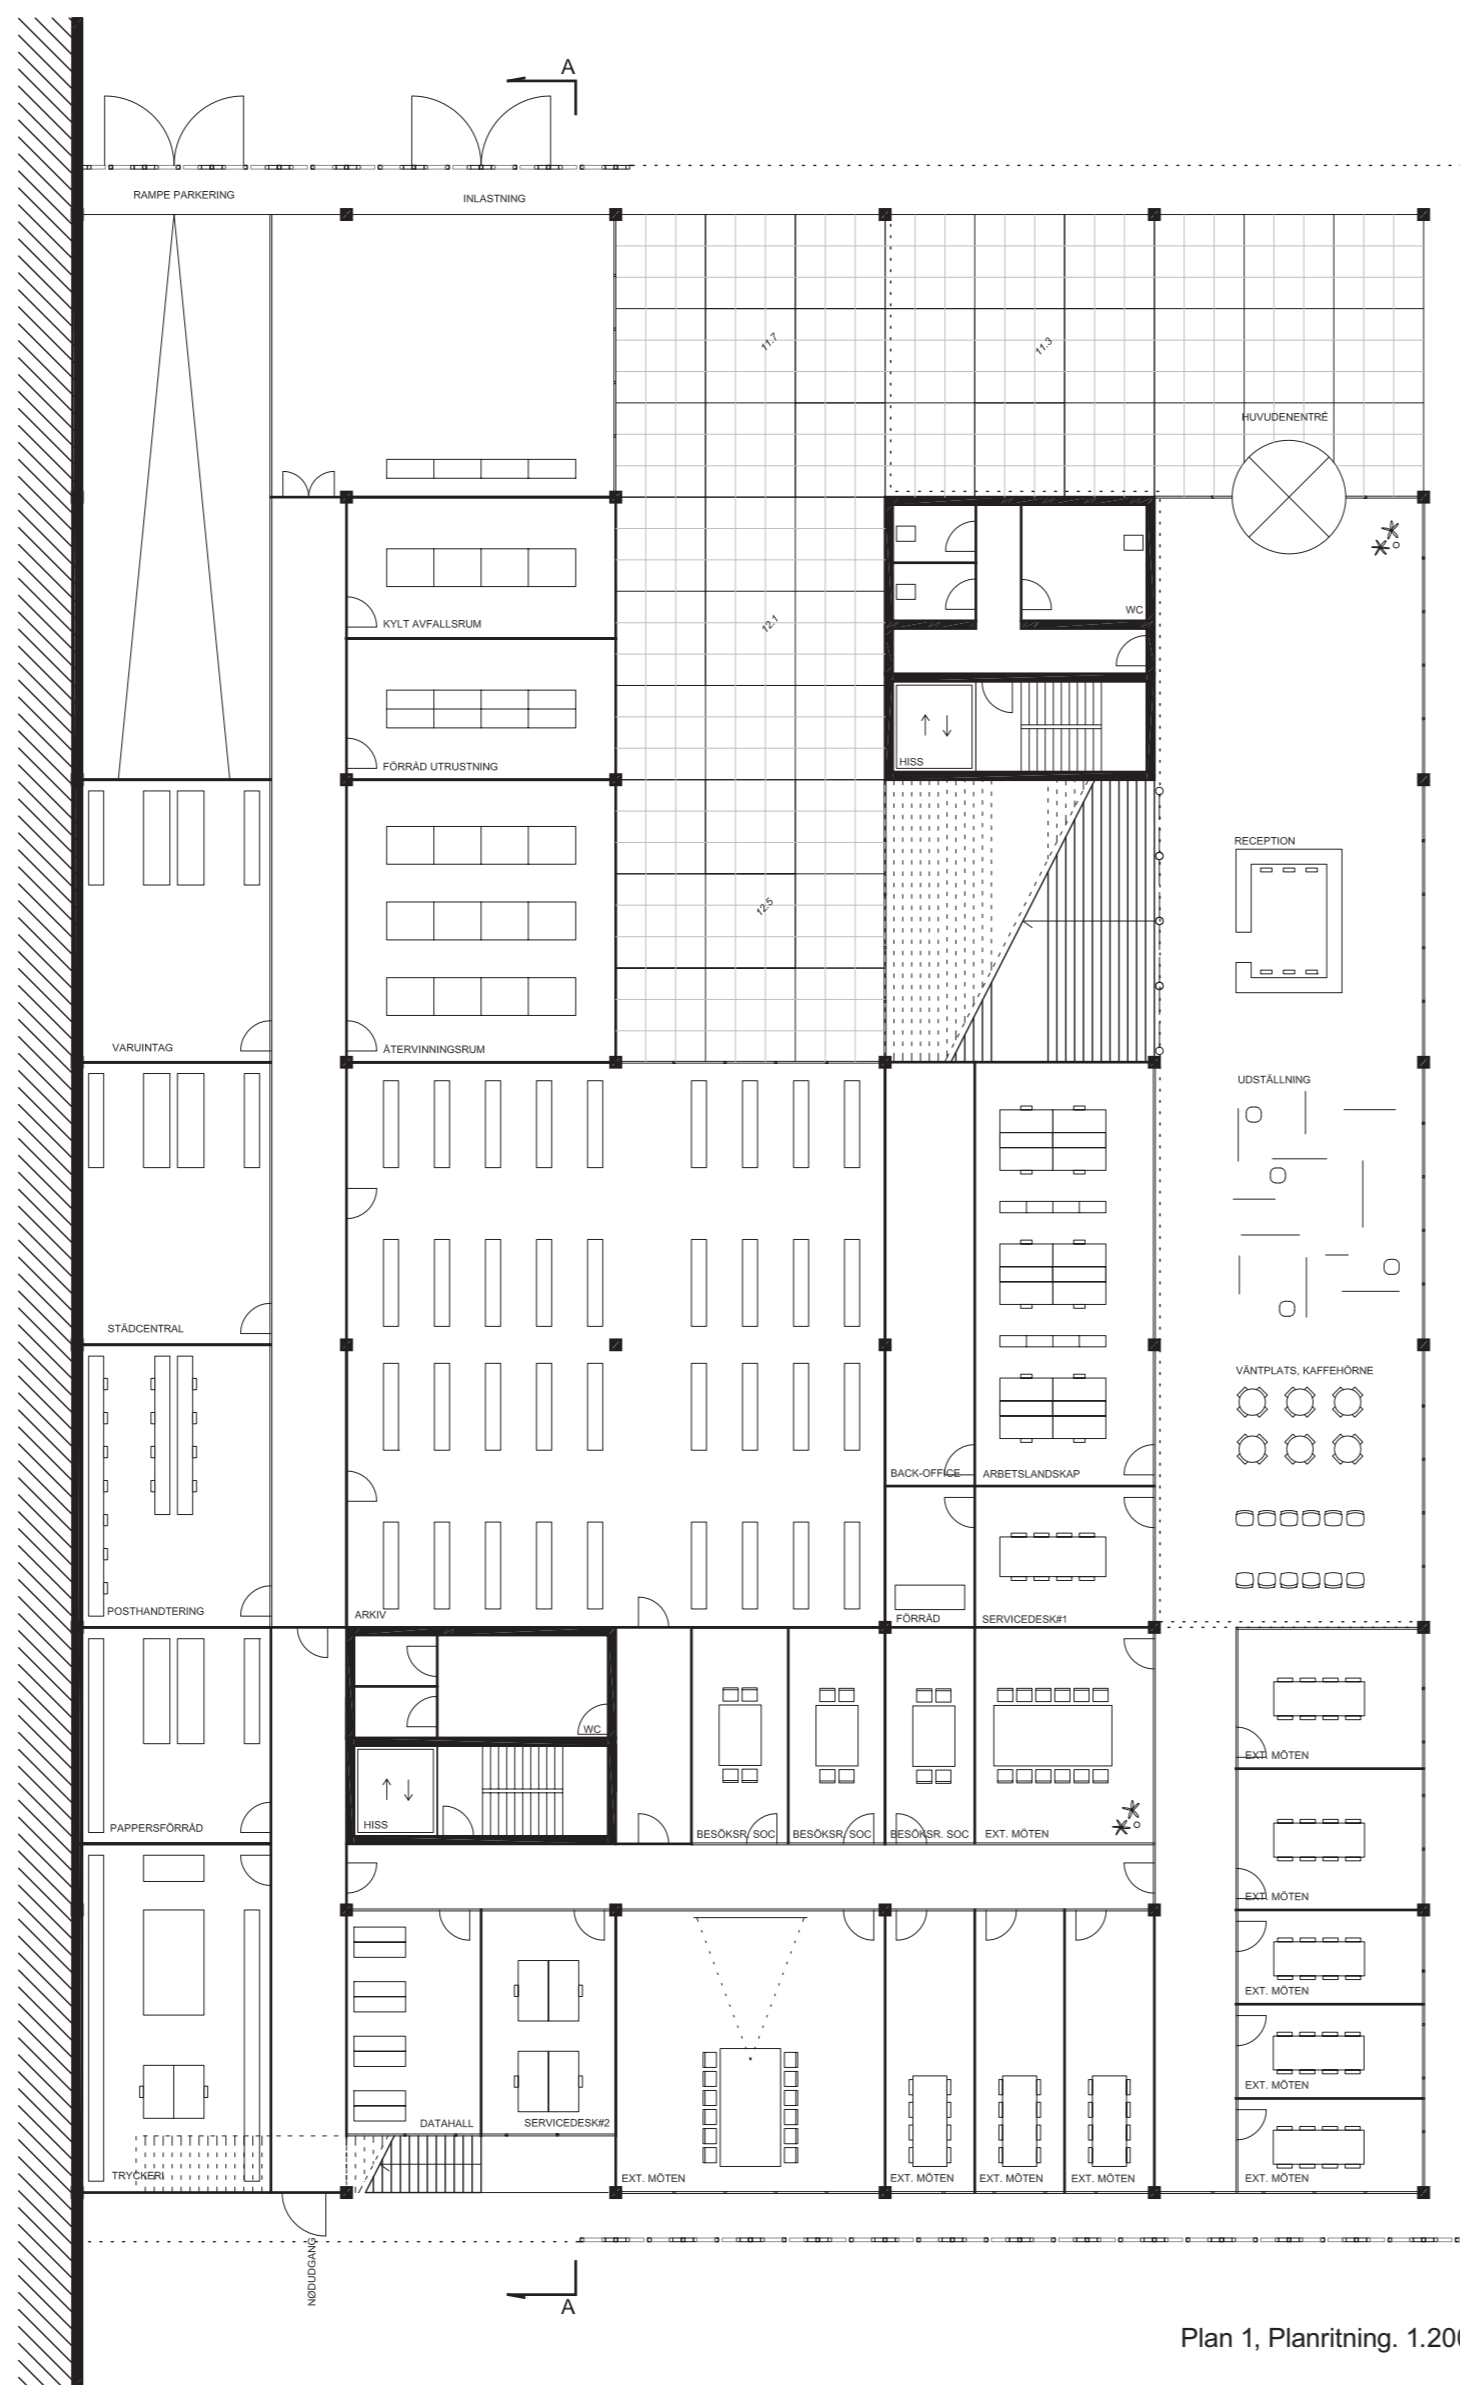 A
RAMPE PARKERING
INLASTNING
11.7
11.3
HUVUDENENTRÉ
KYLT AVFALLSRUM
12.1
WC
FÖRRÅD UTRUSTNING
HISS
RECEPTION
12.5
VARUINTAG
ÅTERVINNINGSRUM
UDSTÄLLNING
STÄDCENTRAL
VÄNTPLATS, KAFFEHÖRNE
BACK-OFFICE
ARBETSLANDSKAP
POSTHANDTERING
ARKIV
FÖRRÅD
SERVICEDESK#1
WC
EXT. MÖTEN
HISS
PAPPERSFÖRRÅD
BESÖKSR. SOC
BESÖKSR. SOC
BESÖKSR. SOC
EXT. MÖTEN
EXT. MÖTEN
EXT. MÖTEN
EXT. MÖTEN
DATAHALL
SERVICEDESK#2
TRYCKERI
EXT. MÖTEN
EXT. MÖTEN
EXT. MÖTEN
EXT. MÖTEN
EXT. MÖTEN
NØDUDGANG
A
Plan 1, Planritning. 1.200